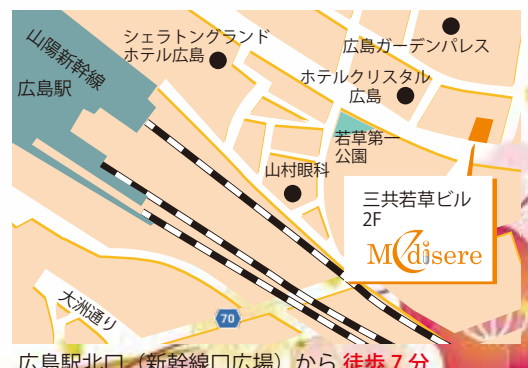 山陽新幹線
広島駅
シェラトングランド
ホテル広島
広島ガーデンパレス
ホテルクリスタル
広島
若草第一
公園
山村眼科
三共若草ビル
2F
Medisere
大洲通り
70
広島駅北口（新幹線口広場）から 徒歩7分